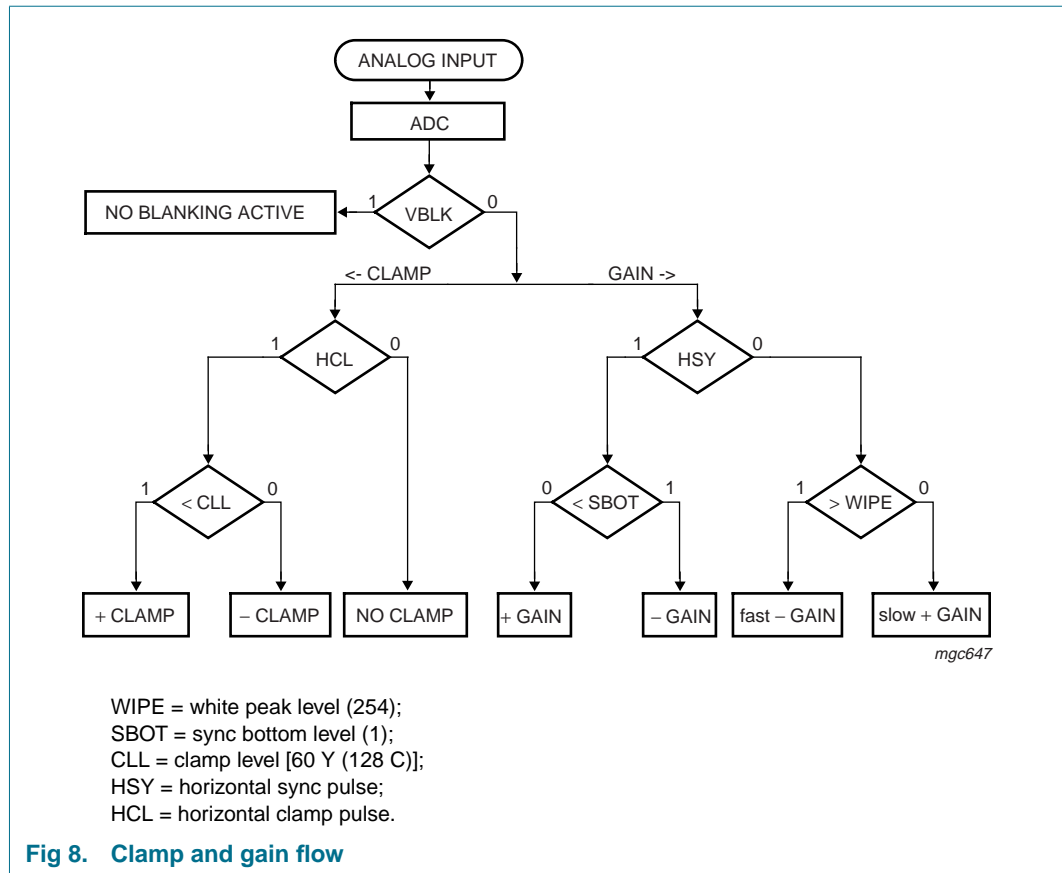 ANALOG INPUT
ADC
1 VBLK 0
NO BLANKING ACTIVE
<- CLAMP GAIN ->
1 HCL 0
1 HSY 0
1 < CLL 0
0 < SBOT 1
1 > WIPE 0
+ CLAMP
− CLAMP
NO CLAMP
+ GAIN
− GAIN
fast − GAIN
slow + GAIN
mgc647
WIPE = white peak level (254);
SBOT = sync bottom level (1);
CLL = clamp level [60 Y (128 C)];
HSY = horizontal sync pulse;
HCL = horizontal clamp pulse.
Fig 8. Clamp and gain flow